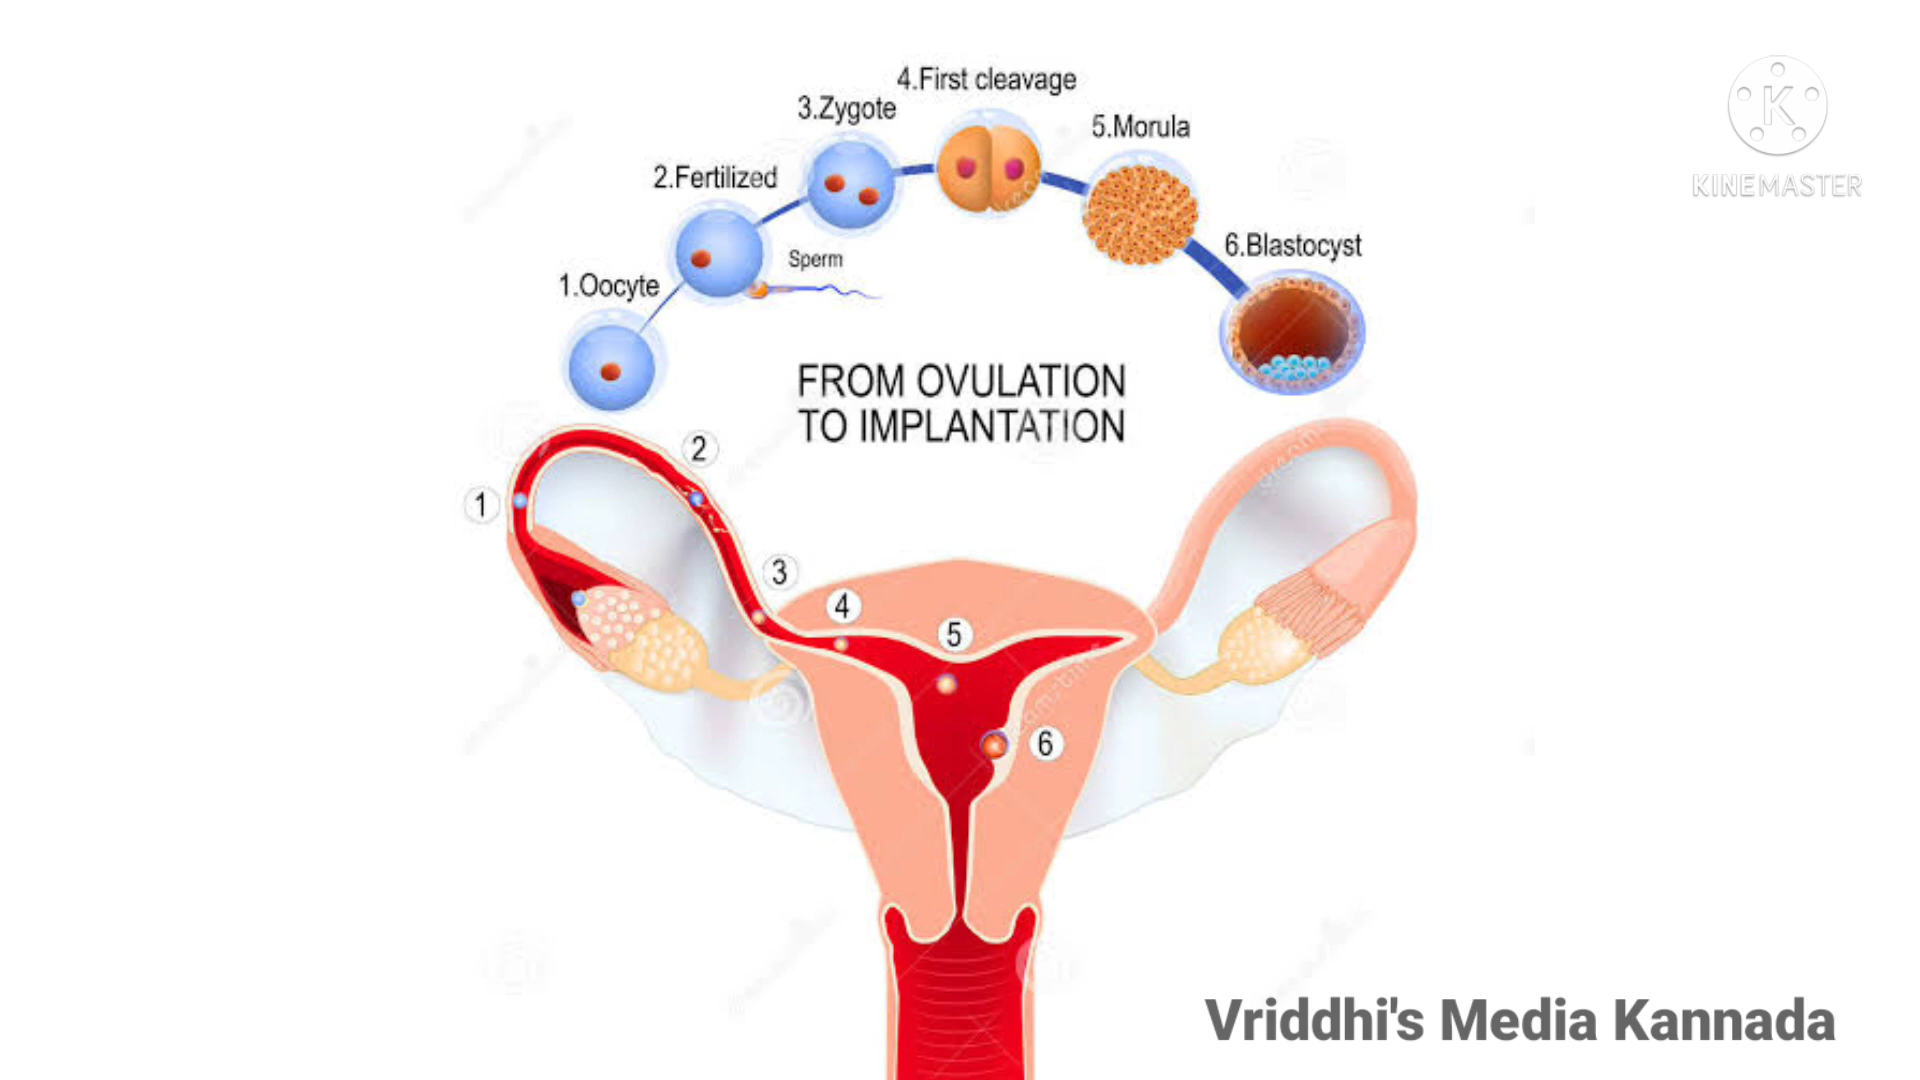 4.First cleavage
3.Zygote
5.Morula
2.Fertilized
6.Blastocyst
Sperm
1.Oocyte
FROM OVULATION
TO IMPLANTATION
1
2
3
4
5
6
K
KINEMASTER
Vriddhi's Media Kannada